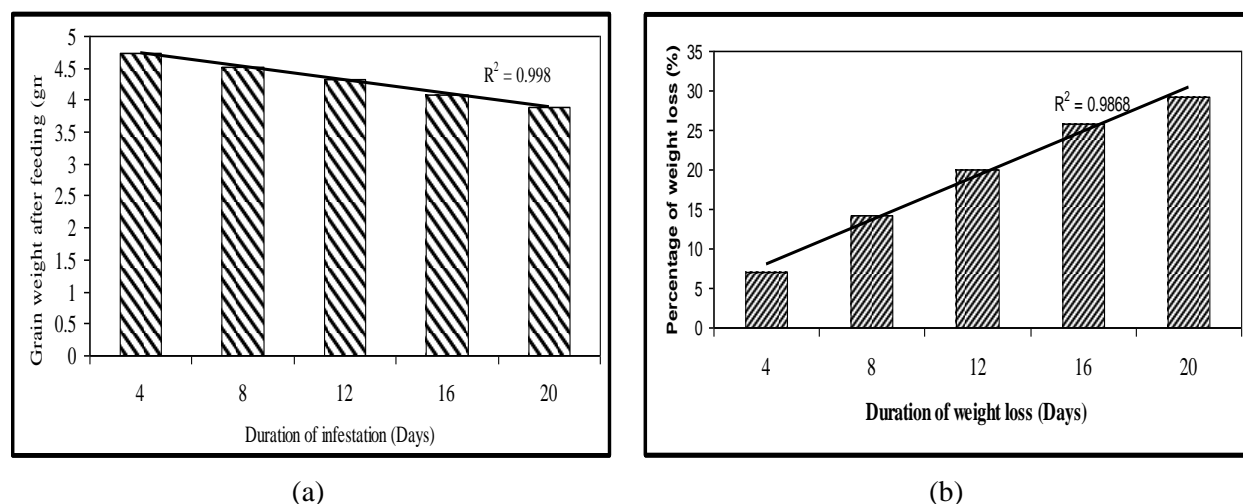 Grain weight after feeding (gm
5
4.5
4
3.5
3
2.5
2
1.5
1
0.5
0
R² = 0.998
4 8 12 16 20
Duration of infestation (Days)
(a)
Percentage of weight loss (%)
35
30
25
20
15
10
5
0
R² = 0.9868
4 8 12 16 20
Duration of weight loss (Days)
(b)